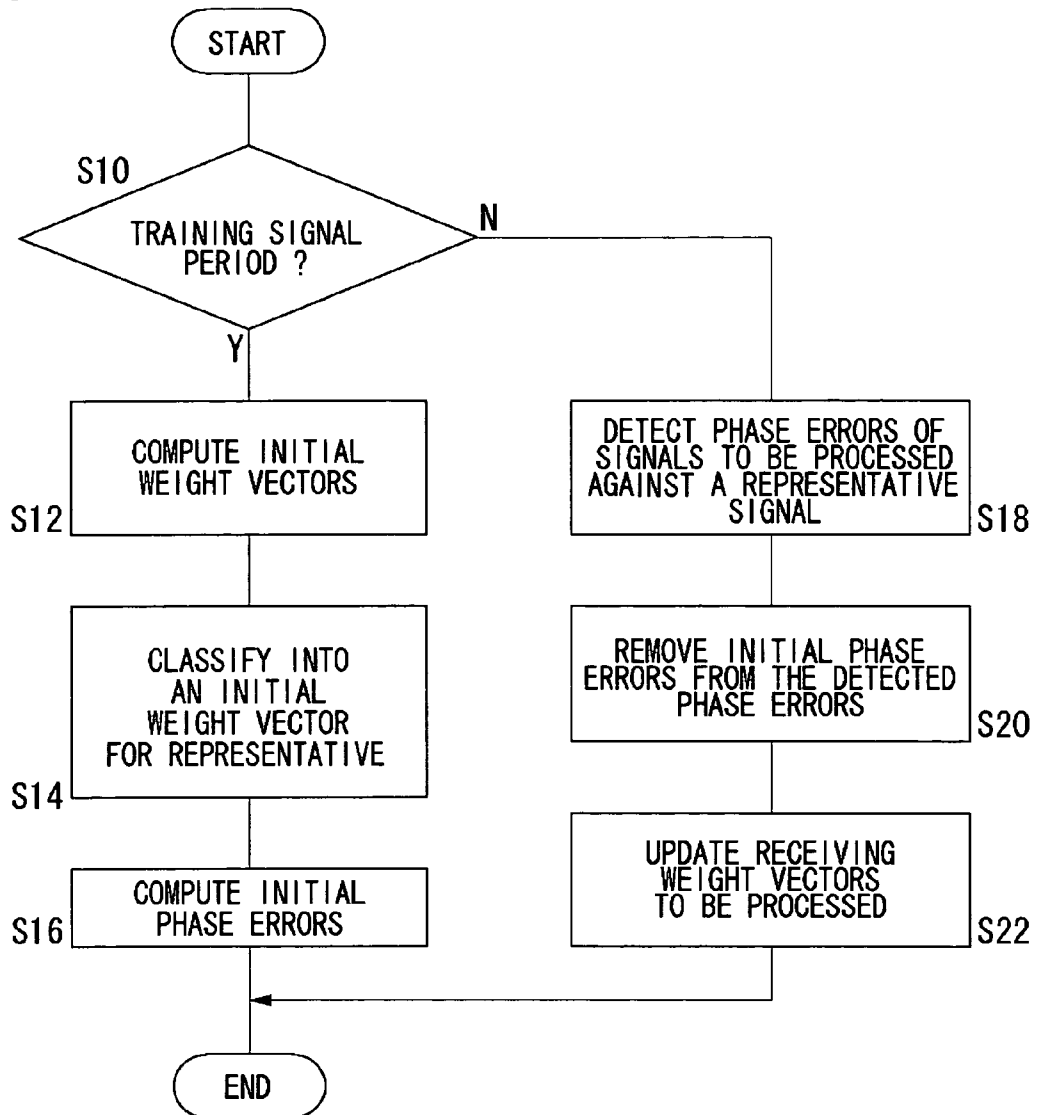 START
S10
TRAINING SIGNAL
PERIOD ?
N
Y
COMPUTE INITIAL
WEIGHT VECTORS
S12
CLASSIFY INTO
AN INITIAL
WEIGHT VECTOR
FOR REPRESENTATIVE
S14
COMPUTE INITIAL
PHASE ERRORS
S16
DETECT PHASE ERRORS OF
SIGNALS TO BE PROCESSED
AGAINST A REPRESENTATIVE
SIGNAL
S18
REMOVE INITIAL PHASE
ERRORS FROM THE DETECTED
PHASE ERRORS
S20
UPDATE RECEIVING
WEIGHT VECTORS
TO BE PROCESSED
S22
END